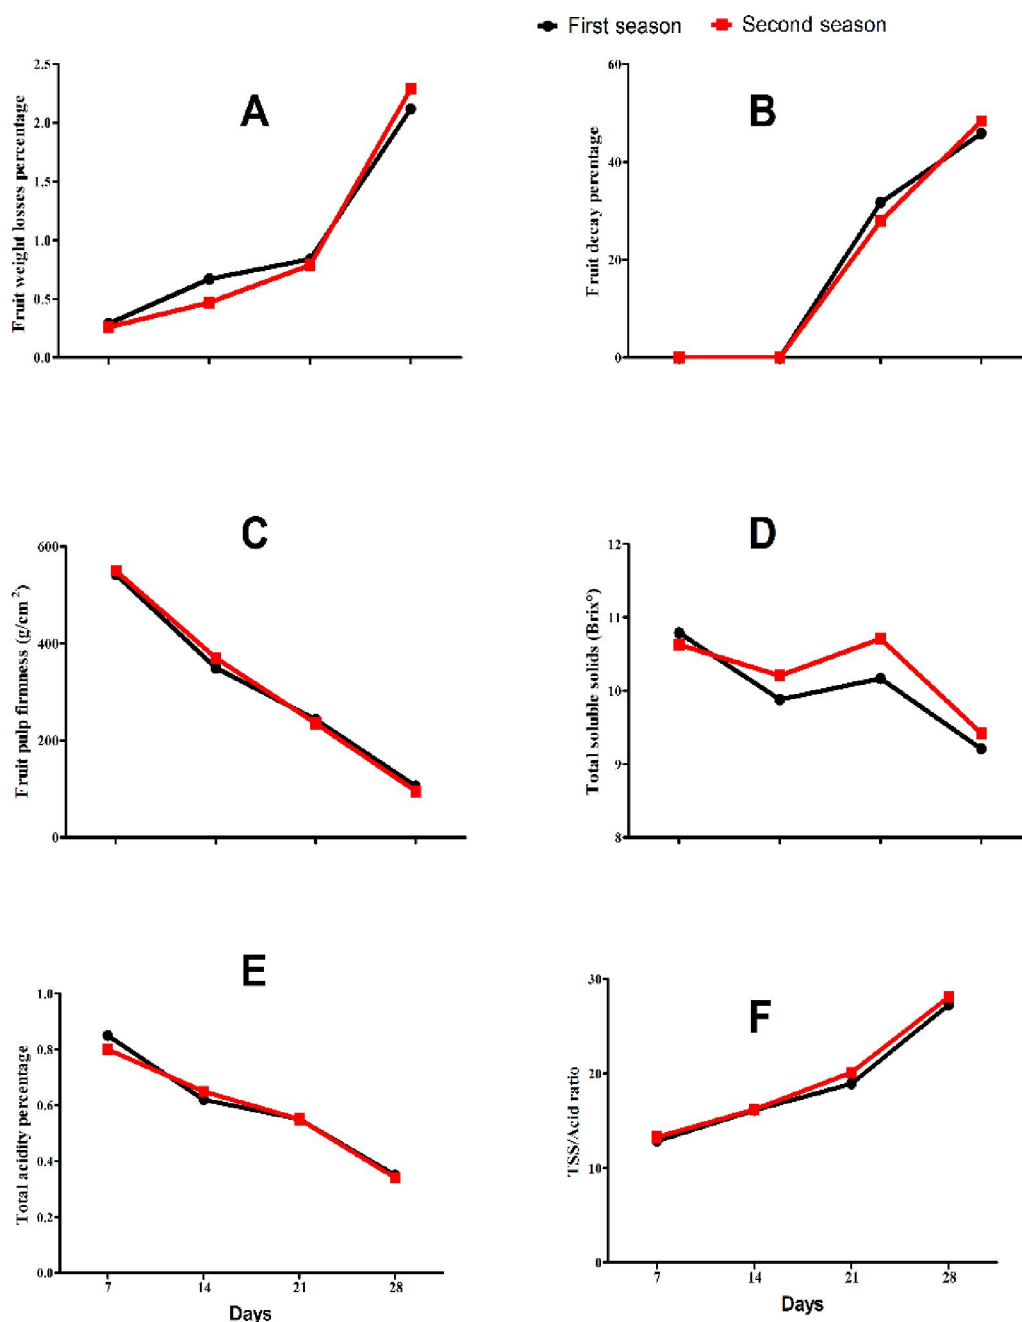 First season Second season
A
Fruit weight losses percentage
2.5
2.0
1.5
1.0
0.5
0.0
B
Fruit decay percentage
60
40
20
0
C
Fruit pulp firmness (g/cm²)
600
400
200
0
D
Total soluble solids (Brix°)
12
11
10
9
8
E
Total acidity percentage
1.0
0.8
0.6
0.4
0.2
0.0
7 14 21 28
Days
F
TSS/Acid ratio
30
20
10
0
7 14 21 28
Days